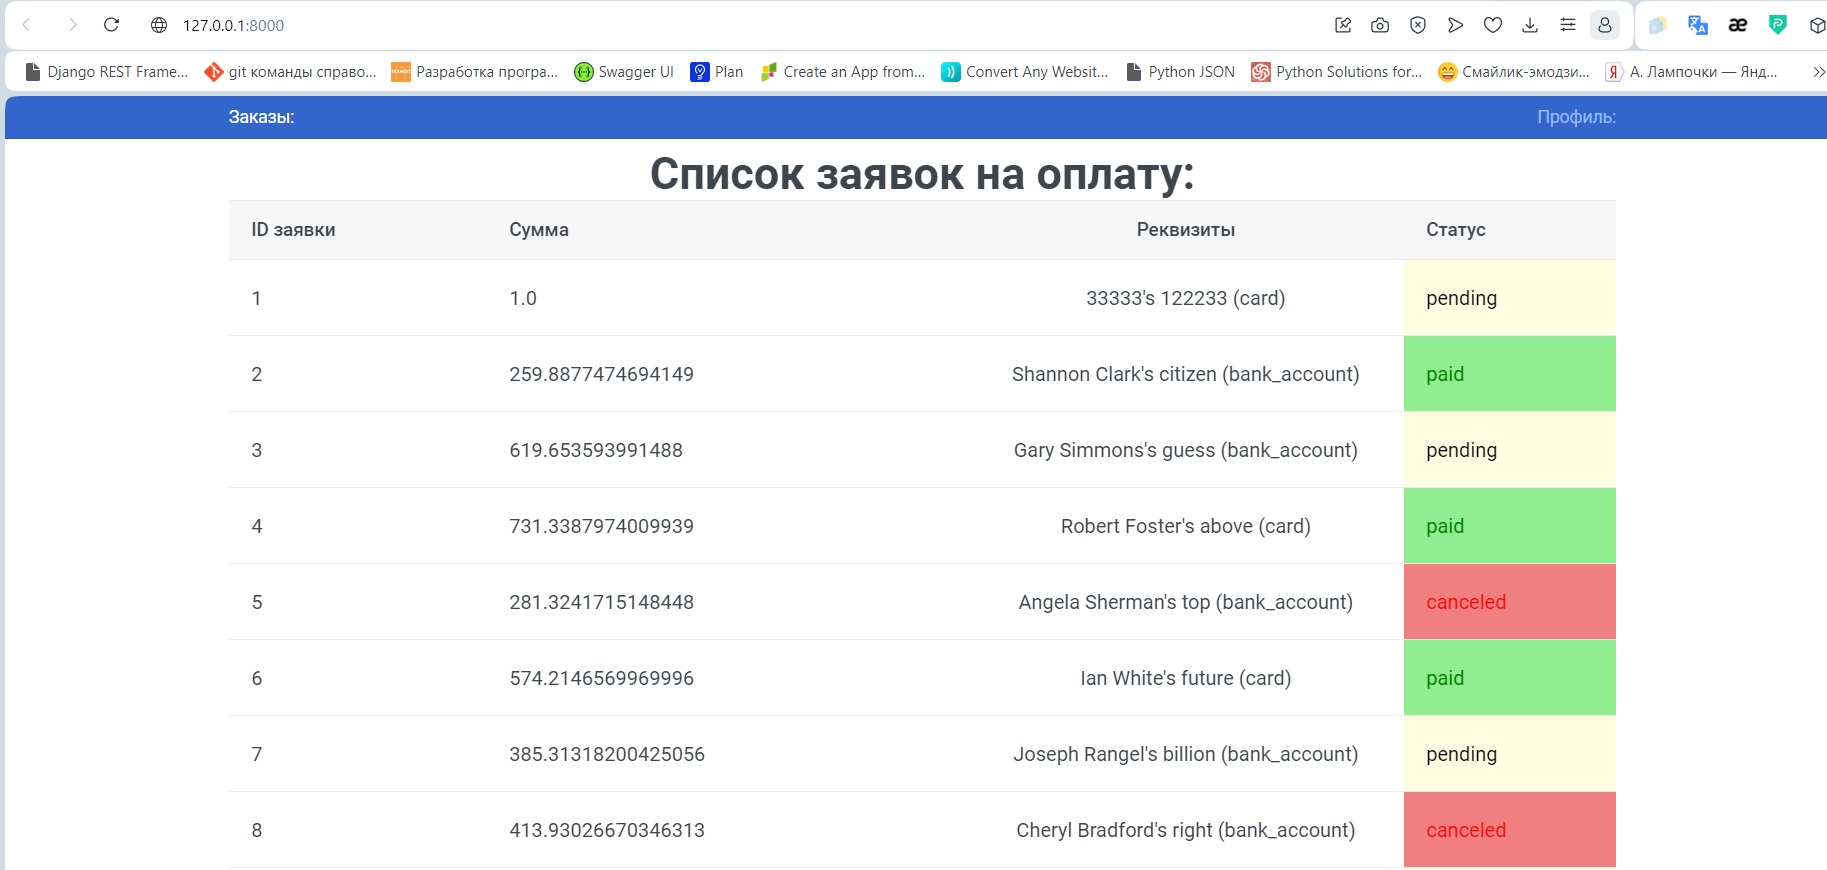 127.0.0.1:8000
Django REST Frame... git команды справо... Разработка програ... Swagger UI Plan Create an App from... Convert Any Websit... Python JSON Python Solutions for... Смайлик-эмодзи... А. Лампочки — Янд...
Заказы: Профиль:
Список заявок на оплату:
ID заявки Сумма Реквизиты Статус
1 1.0 33333's 122233 (card) pending
2 259.8877474694149 Shannon Clark's citizen (bank_account) paid
3 619.653593991488 Gary Simmons's guess (bank_account) pending
4 731.3387974009939 Robert Foster's above (card) paid
5 281.3241715148448 Angela Sherman's top (bank_account) canceled
6 574.2146569969996 Ian White's future (card) paid
7 385.31318200425056 Joseph Rangel's billion (bank_account) pending
8 413.93026670346313 Cheryl Bradford's right (bank_account) canceled